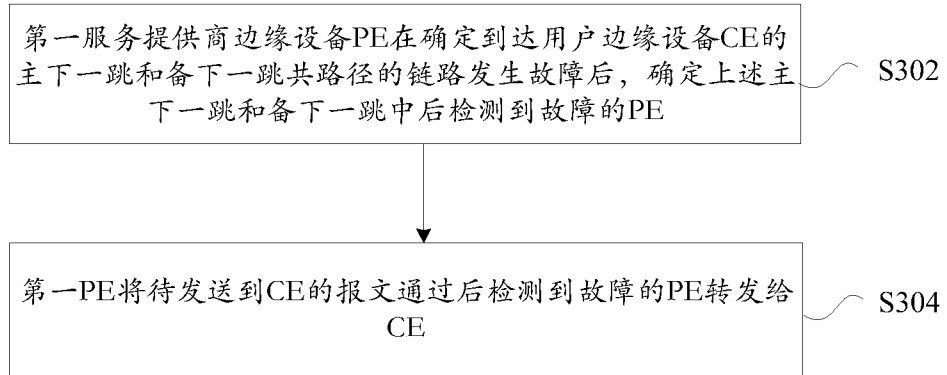 第一服务提供商边缘设备PE在确定到达用户边缘设备CE的
主下一跳和备下一跳共路径的链路发生故障后，确定上述主
下一跳和备下一跳中后检测到故障的PE
S302
第一PE将待发送到CE的报文通过后检测到故障的PE转发给
CE
S304